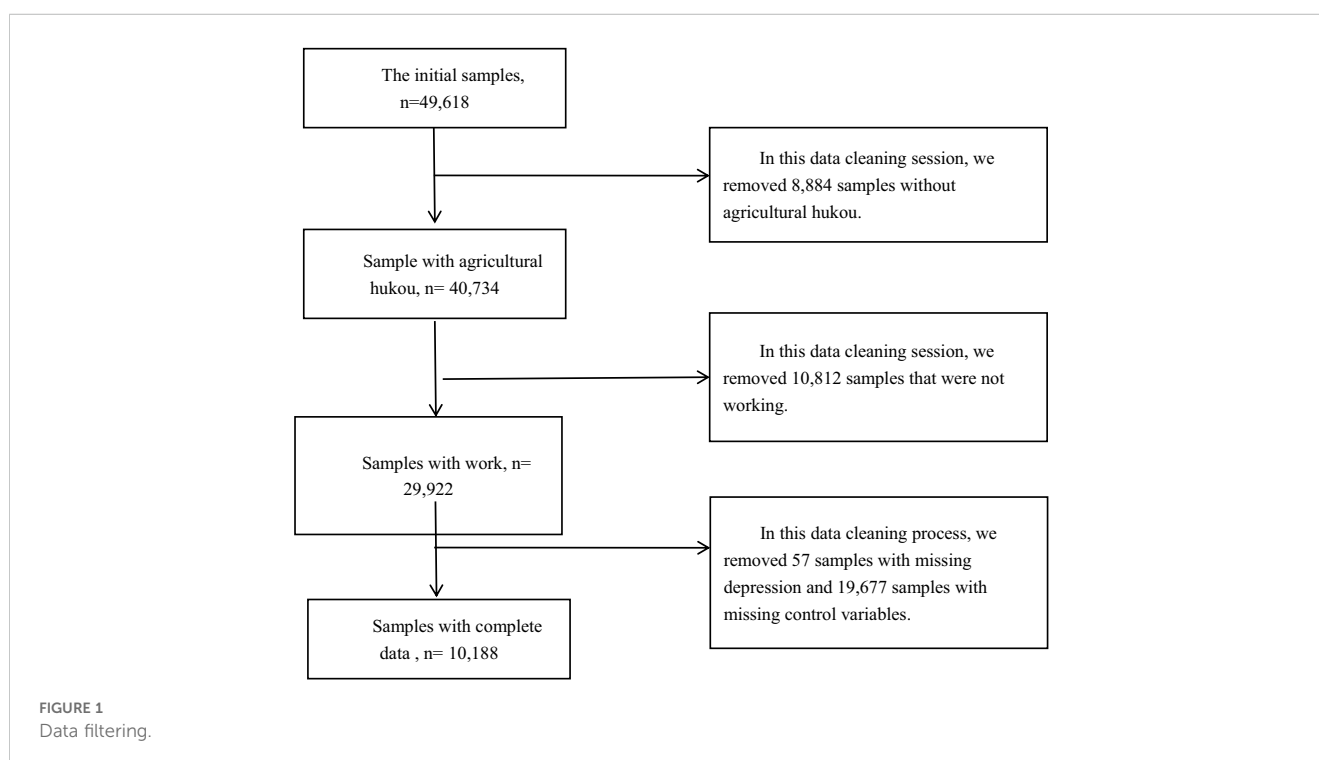 The initial samples,
n=49,618
In this data cleaning session, we
removed 8,884 samples without
agricultural hukou.
Sample with agricultural
hukou, n= 40,734
In this data cleaning session, we
removed 10,812 samples that were not
working.
Samples with work, n=
29,922
In this data cleaning process, we
removed 57 samples with missing
depression and 19,677 samples with
missing control variables.
Samples with complete
data , n= 10,188
FIGURE 1
Data filtering.